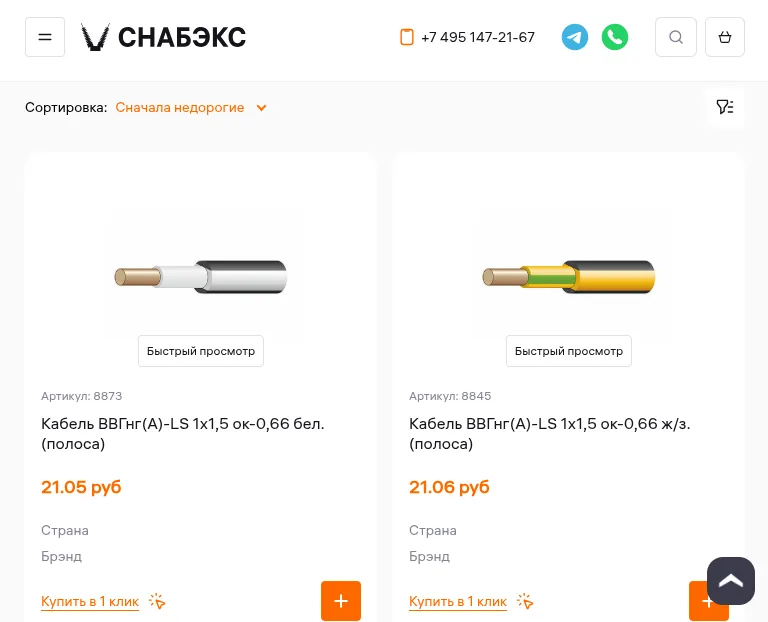 СНАБЭКС
+7 495 147-21-67
Сортировка: Сначала недорогие
Быстрый просмотр
Артикул: 8873
Кабель ВВГнг(А)-LS 1х1,5 ок-0,66 бел.
(полоса)
21.05 руб
Страна
Брэнд
Купить в 1 клик
+
Быстрый просмотр
Артикул: 8845
Кабель ВВГнг(А)-LS 1х1,5 ок-0,66 ж/з.
(полоса)
21.06 руб
Страна
Брэнд
Купить в 1 клик
+